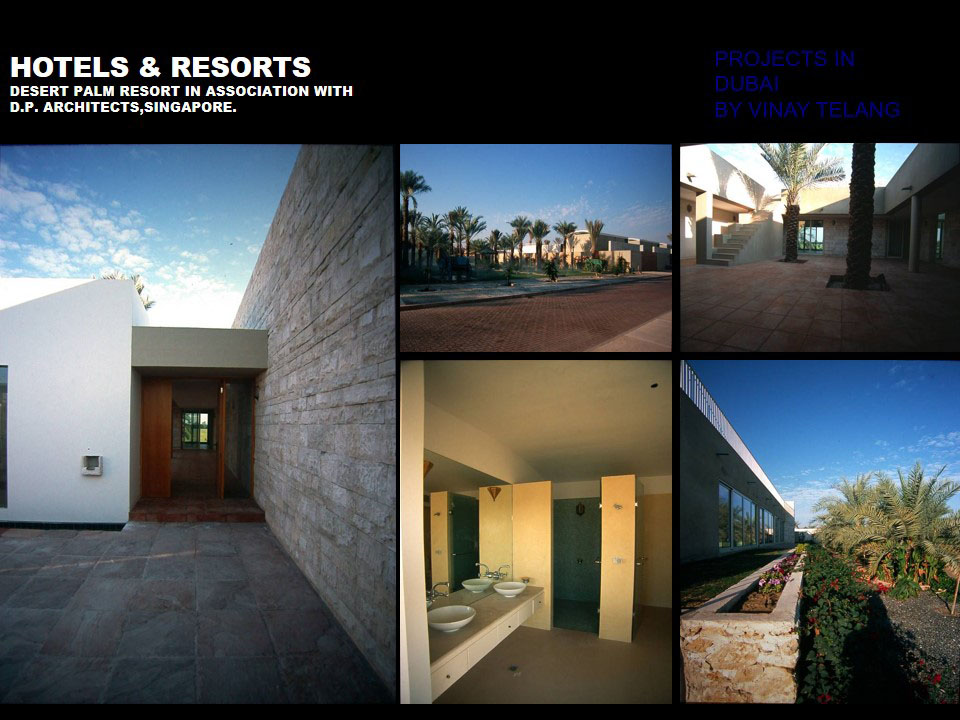 HOTELS & RESORTS
DESERT PALM RESORT IN ASSOCIATION WITH
D.P. ARCHITECTS,SINGAPORE.
PROJECTS IN
DUBAI
BY VINAY TELANG